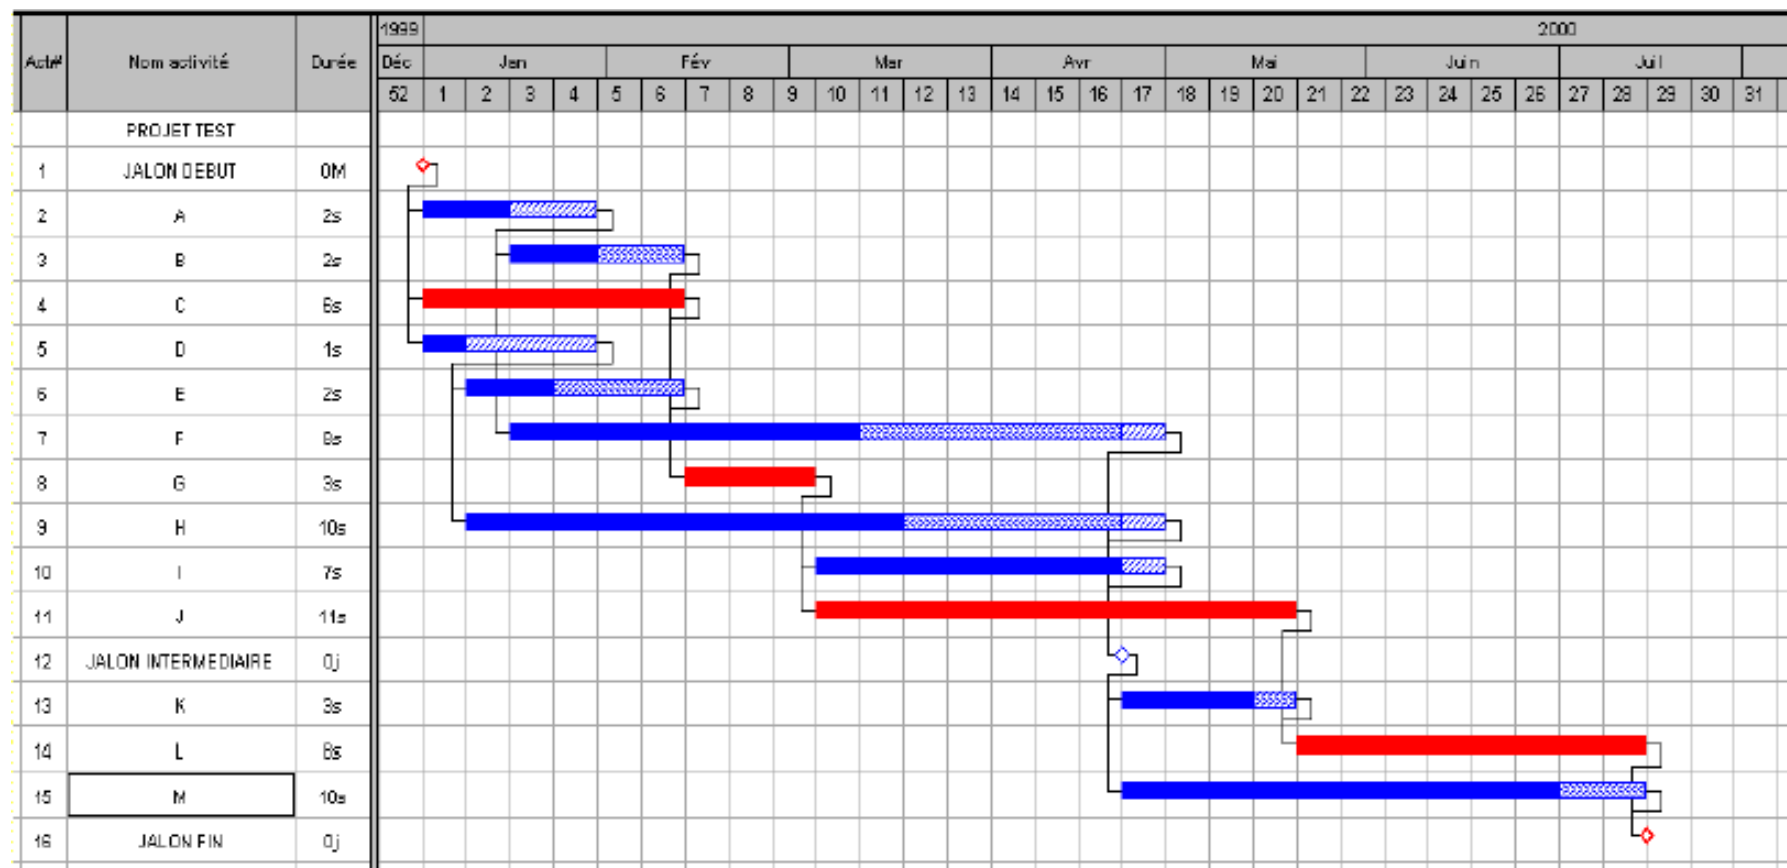 1999 2000
Act# Nom activité Durée Déc Jan Fév Mar Avr Mai Juin Juil
52 1 2 3 4 5 6 7 8 9 10 11 12 13 14 15 16 17 18 19 20 21 22 23 24 25 26 27 28 29 30 31
PROJET TEST
1 JALON DEBUT 0M
2 A 2s
3 B 2s
4 C 6s
5 D 1s
6 E 2s
7 F 8s
8 G 3s
9 H 10s
10 I 7s
11 J 11s
12 JALON INTERMEDIAIRE 0j
13 K 3s
14 L 8s
15 M 10s
16 JALON FIN 0j